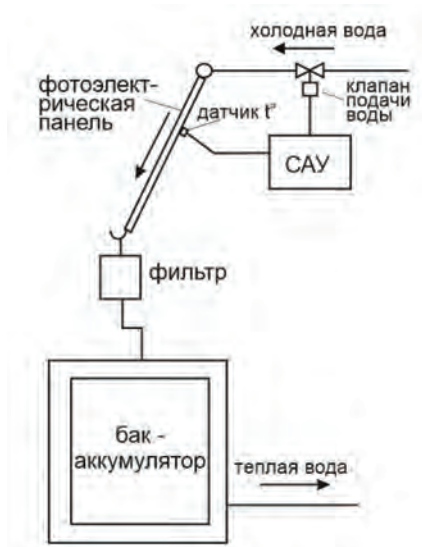 холодная вода
фотоэлект-
рическая
панель
датчик t°
клапан
подачи
воды
САУ
фильтр
бак -
аккумулятор
теплая вода